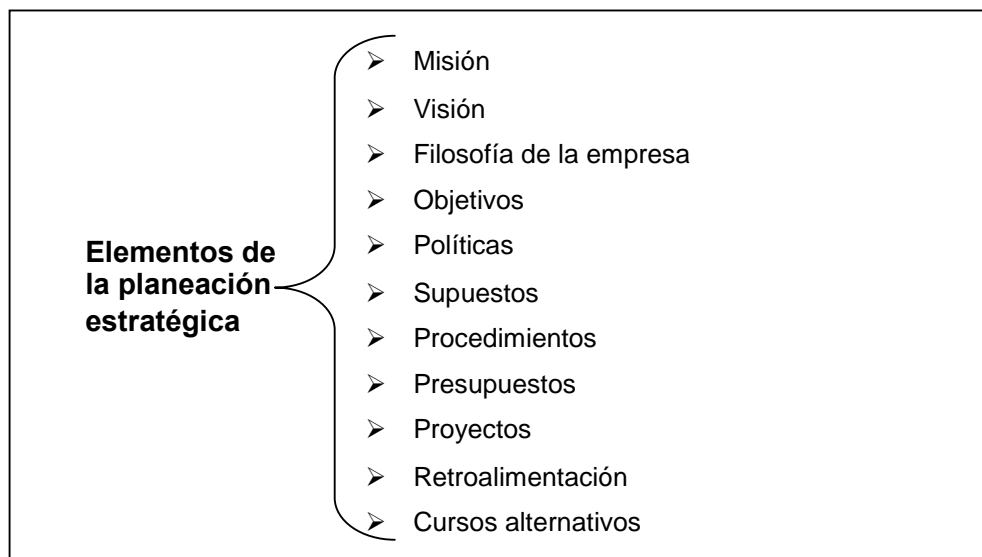 Elementos de
la planeación
estratégica
➢ Misión
➢ Visión
➢ Filosofía de la empresa
➢ Objetivos
➢ Políticas
➢ Supuestos
➢ Procedimientos
➢ Presupuestos
➢ Proyectos
➢ Retroalimentación
➢ Cursos alternativos